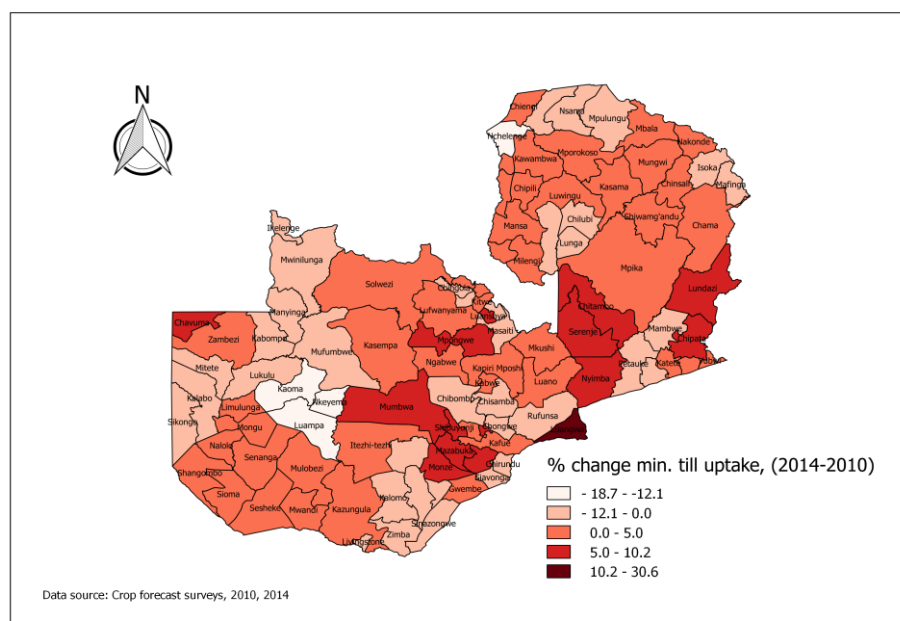 N
Chiengi
Nsama
Mpulungu
Nchelenge
Mbala
Nakonde
Kawambwa
Mporokoso
Mungwi
Isoka
Mafinga
Chipili
Luwingu
Kasama
Chinsali
Mansa
Chilubi
Shiwamg'andu
Chama
Lunga
Milengi
Mpika
Ikelenge
Mwinilunga
Solwezi
Chingola
Kitwe
Lufwanyama
Luanshya
Masaiti
Chitambo
Lundazi
Chavuma
Zambezi
Manyinga
Kabompo
Mufumbwe
Kasempa
Mpongwe
Serenje
Mambwe
Chipata
Mitete
Lukulu
Ngabwe
Kapiri Mposhi
Mkushi
Petauke
Katete
Kalabo
Kaoma
Nkeyema
Kabwe
Luano
Nyimba
Limulunga
Mumbwa
Chibombo
Chisamba
Rufunsa
Sikongo
Mongu
Luampa
Shibuyunji
Chongwe
Luangwa
Nalolo
Senanga
Itezhi-tezhi
Mazabuka
Kafue
Shangombo
Mulobezi
Monze
Chirundu
Siavonga
Sioma
Gwembe
Sesheke
Mwandi
Kazungula
Kalomo
Sinazongwe
Zimba
Livingstone
% change min. till uptake, (2014-2010)
- 18.7 - -12.1
- 12.1 - 0.0
0.0 - 5.0
5.0 - 10.2
10.2 - 30.6
Data source: Crop forecast surveys, 2010, 2014